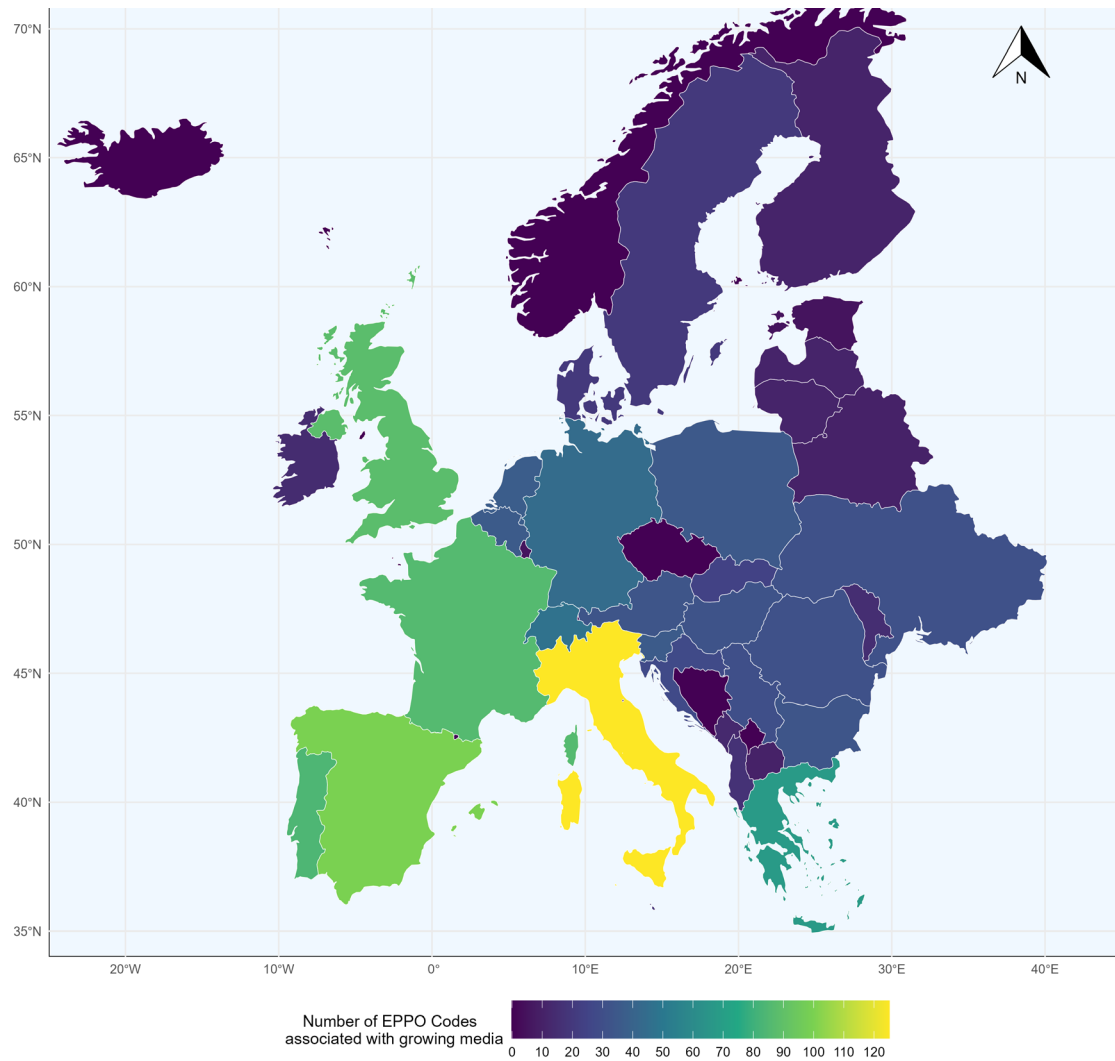 70°N
N
65°N
60°N
55°N
50°N
45°N
40°N
35°N
20°W 10°W 0° 10°E 20°E 30°E 40°E
Number of EPPO Codes
associated with growing media
0 10 20 30 40 50 60 70 80 90 100 110 120